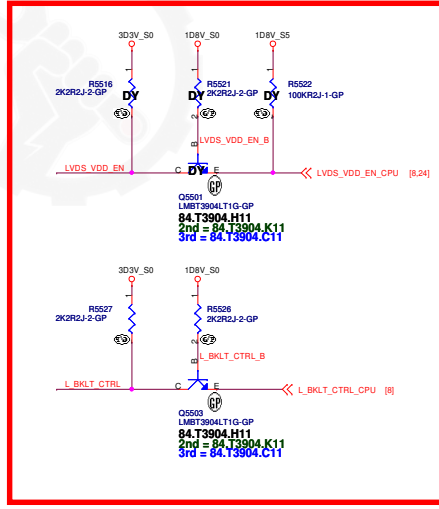 3D3V_S0 1D8V_S0 1D8V_S5
1 1 1
R5516 R5521 R5522
2K2R2J-2-GP 2K2R2J-2-GP 100KR2J-1-GP
DY DY DY
2
LVDS_VDD_EN_B
B
LVDS_VDD_EN C DY E LVDS_VDD_EN_CPU [8,24]
GP
Q5501
LMBT3904LT1G-GP
84.T3904.H11
2nd = 84.T3904.K11
3rd = 84.T3904.C11
3D3V_S0 1D8V_S0
1 1
R5527 R5526
2K2R2J-2-GP 2K2R2J-2-GP
2
L_BKLT_CTRL_B
B
L_BKLT_CTRL C E L_BKLT_CTRL_CPU [8]
GP
Q5503
LMBT3904LT1G-GP
84.T3904.H11
2nd = 84.T3904.K11
3rd = 84.T3904.C11